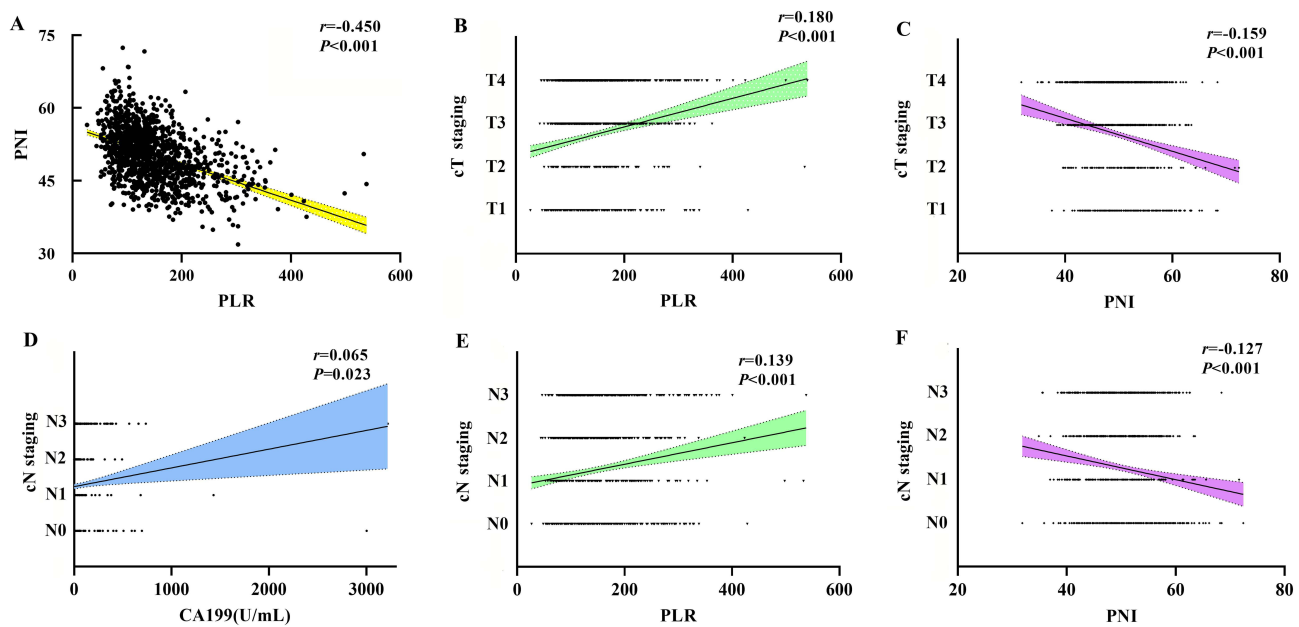 A
r=-0.450
P<0.001
75
60
45
30
PNI
0
200
400
600
PLR
B
r=0.180
P<0.001
T4
T3
T2
T1
cT staging
0
200
400
600
PLR
C
r=-0.159
P<0.001
T4
T3
T2
T1
cT staging
20
40
60
80
PNI
D
r=0.065
P=0.023
N3
N2
N1
N0
cN staging
0
1000
2000
3000
CA199(U/mL)
E
r=0.139
P<0.001
N3
N2
N1
N0
cN staging
0
200
400
600
PLR
F
r=-0.127
P<0.001
N3
N2
N1
N0
cN staging
20
40
60
80
PNI